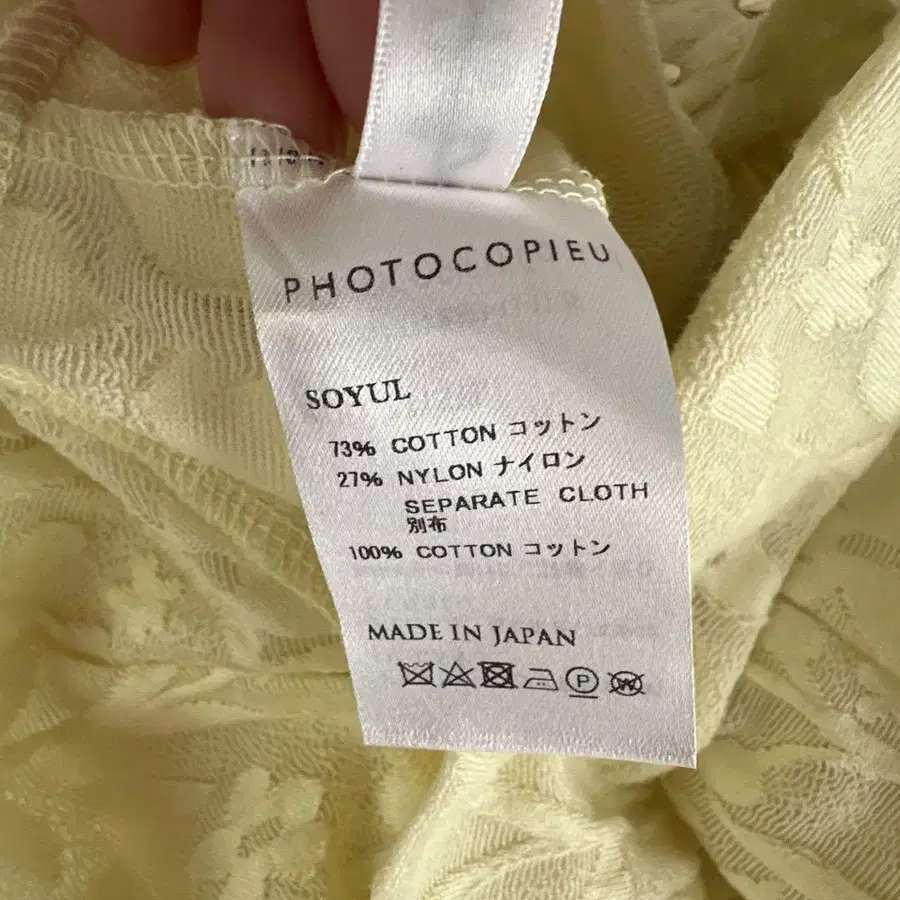 PHOTOCOPIEU
SOYUL
73% COTTON コットン
27% NYLON ナイロン
SEPARATE CLOTH
別布
100% COTTON コットン
MADE IN JAPAN
P
W